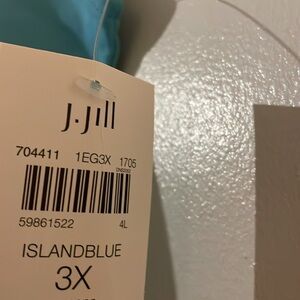 J.Jill
704411 1EG3X 1705
59861522 4L
ISLANDBLUE
3X